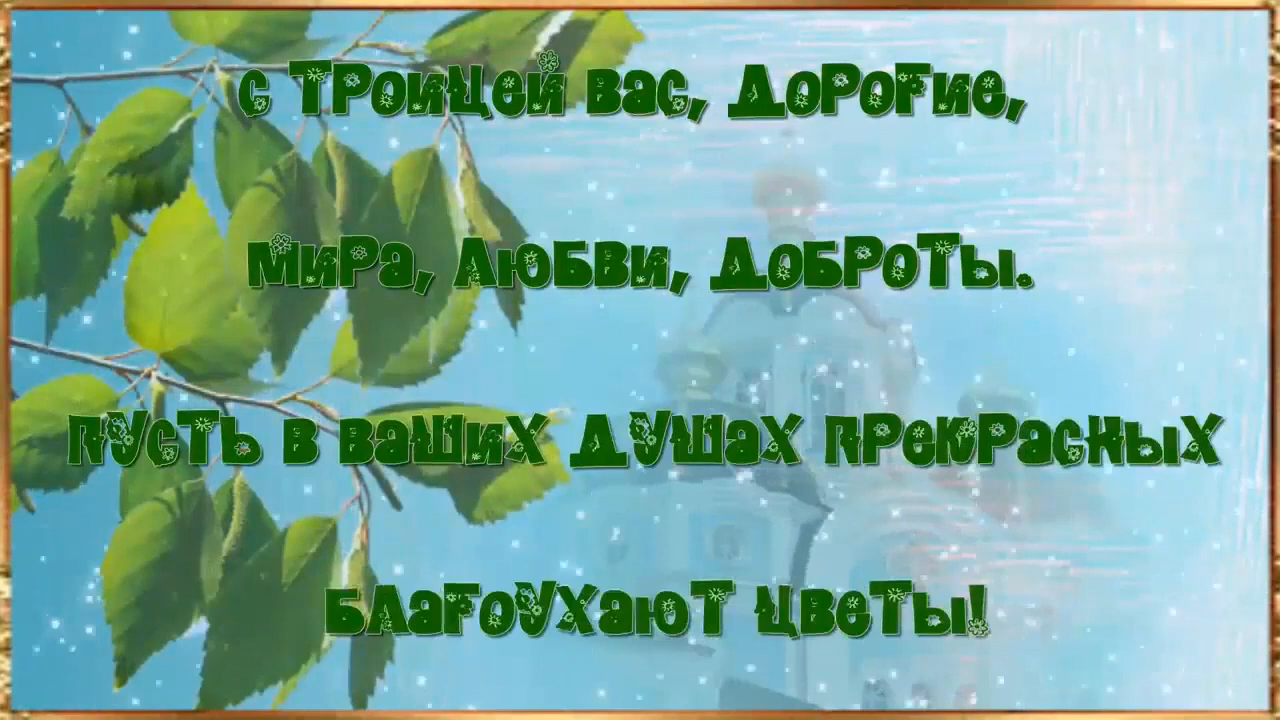 С Троицей вас, дорогие,
Мира, любви, доброты.
Пусть в ваших душах прекрасных
Благоухают цветы!